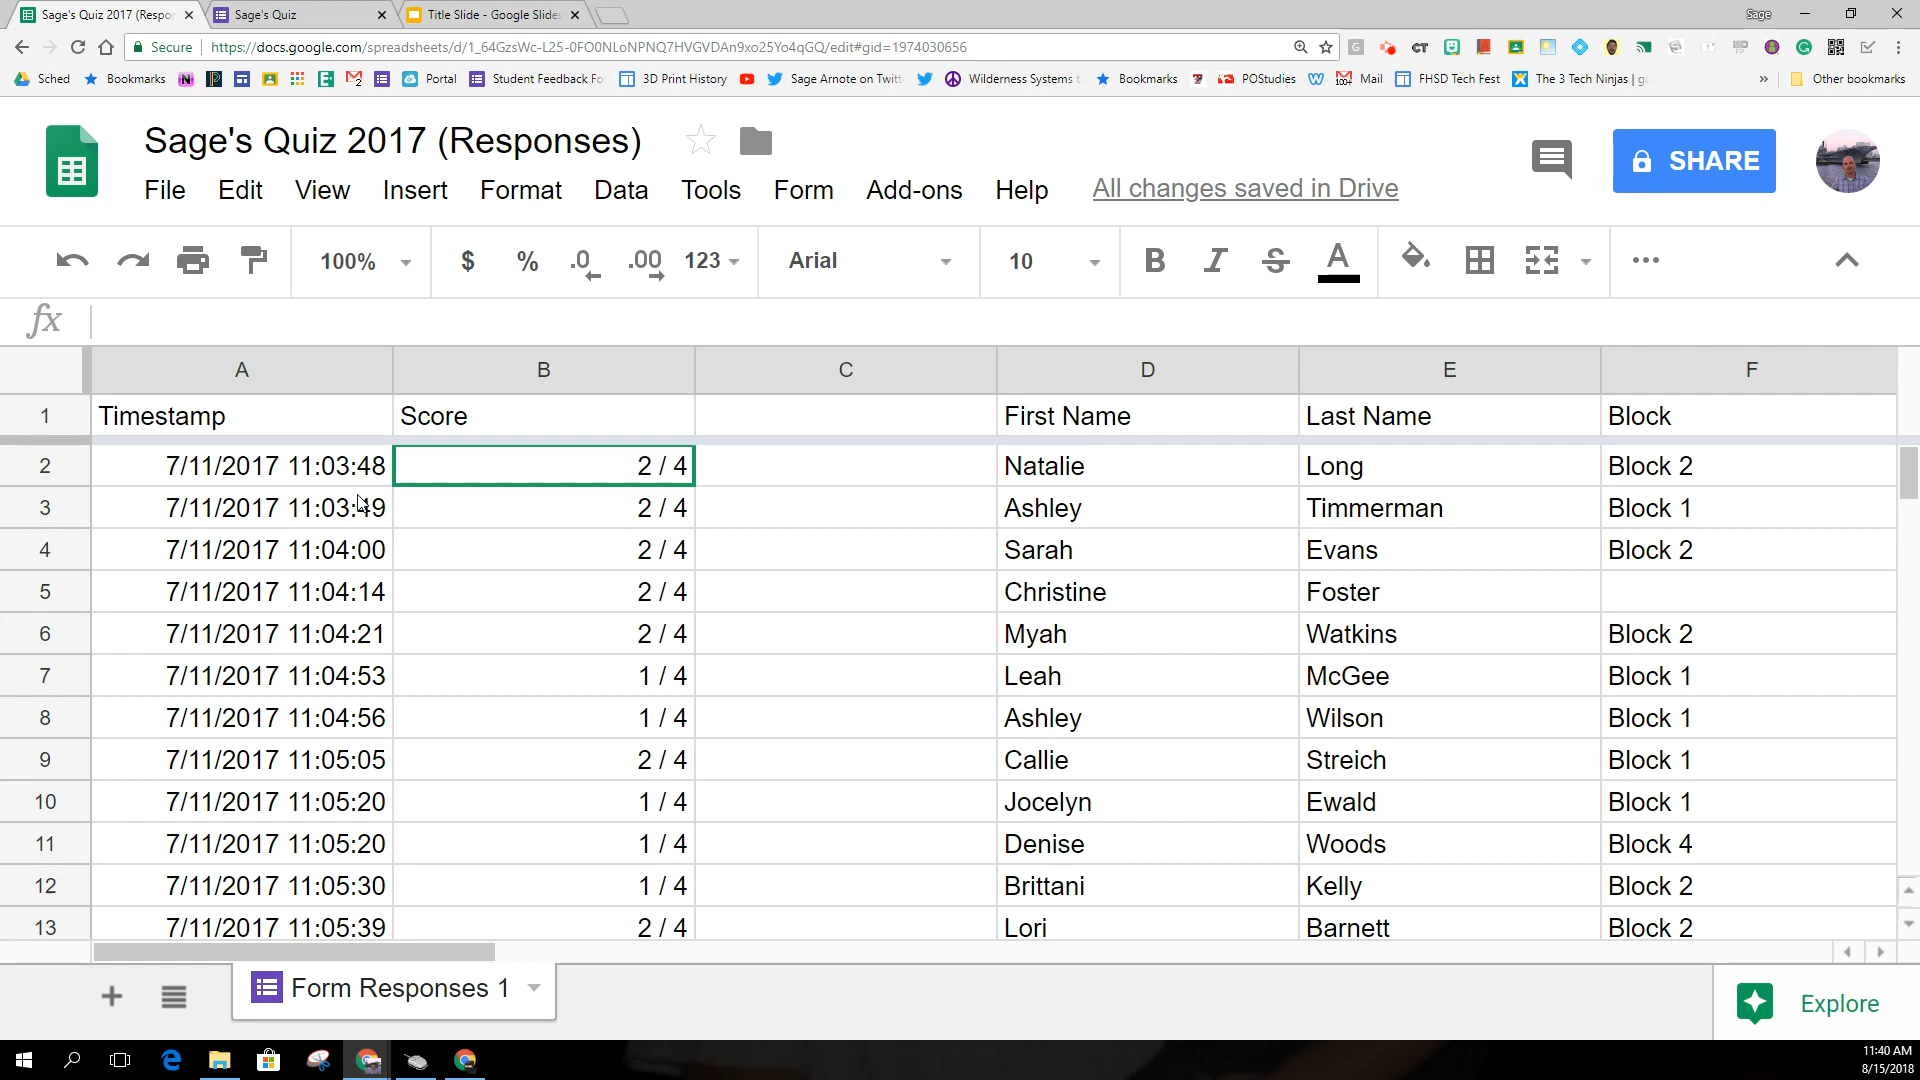 Sage's Quiz 2017 (Respon
Sage's Quiz
Title Slide - Google Slides
Sage
Secure
https://docs.google.com/spreadsheets/d/1_64GzsWc-L25-0FO0NLoNPNQ7HVGVDAn9xo25Yo4qGQ/edit#gid=1974030656
Sched Bookmarks Portal Student Feedback Fo 3D Print History Sage Arnote on Twitt Wilderness Systems Bookmarks POStudies Mail FHSD Tech Fest The 3 Tech Ninjas | » Other bookmarks
Sage's Quiz 2017 (Responses)
SHARE
File Edit View Insert Format Data Tools Form Add-ons Help All changes saved in Drive
100% $ % .0 .00 123 Arial 10 B I S A
fx
A B C D E F
1 Timestamp Score First Name Last Name Block
2 7/11/2017 11:03:48 2 / 4 Natalie Long Block 2
3 7/11/2017 11:03:49 2 / 4 Ashley Timmerman Block 1
4 7/11/2017 11:04:00 2 / 4 Sarah Evans Block 2
5 7/11/2017 11:04:14 2 / 4 Christine Foster
6 7/11/2017 11:04:21 2 / 4 Myah Watkins Block 2
7 7/11/2017 11:04:53 1 / 4 Leah McGee Block 1
8 7/11/2017 11:04:56 1 / 4 Ashley Wilson Block 1
9 7/11/2017 11:05:05 2 / 4 Callie Streich Block 1
10 7/11/2017 11:05:20 1 / 4 Jocelyn Ewald Block 1
11 7/11/2017 11:05:20 1 / 4 Denise Woods Block 4
12 7/11/2017 11:05:30 1 / 4 Brittani Kelly Block 2
13 7/11/2017 11:05:39 2 / 4 Lori Barnett Block 2
Form Responses 1
Explore
11:40 AM
8/15/2018